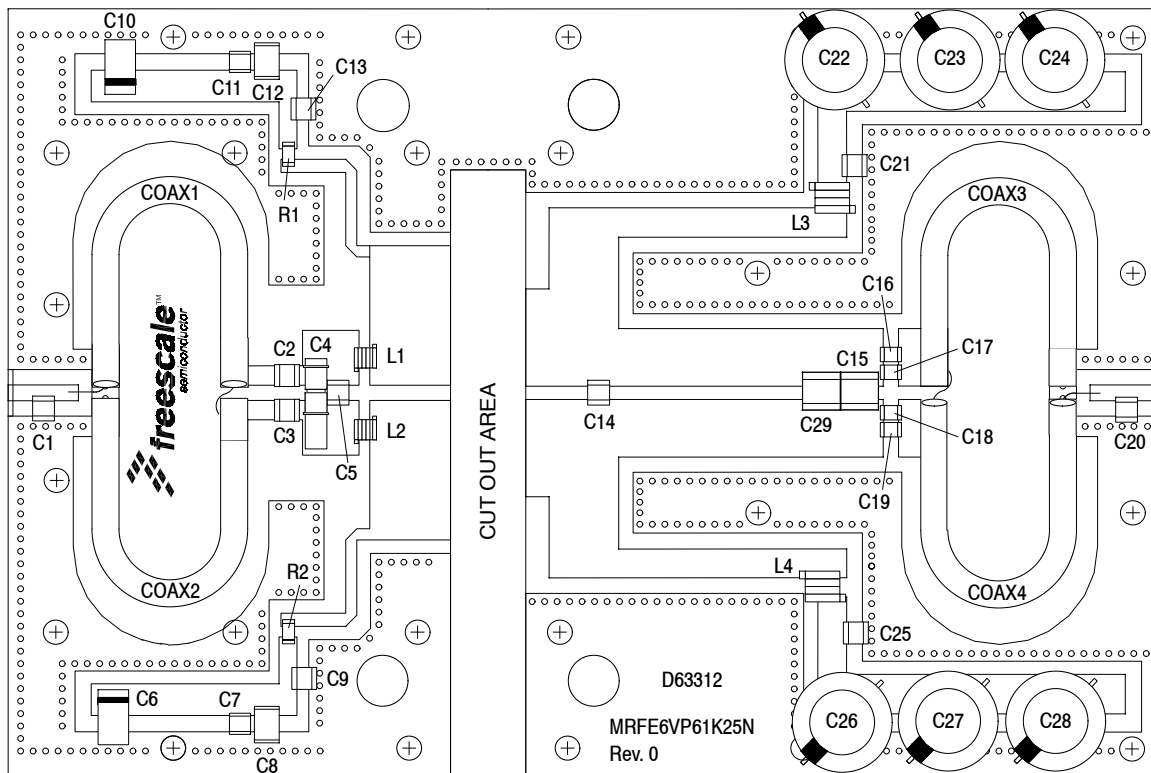 C10
C11
C12
C13
R1
COAX1
C22
C23
C24
C21
L3
COAX3
freescale™
semiconductor
C2
C4
L1
C16
C15
C17
C1
C3
C5
L2
C14
C29
C18
C19
C20
CUT OUT AREA
COAX2
R2
L4
COAX4
C25
C6
C7
C8
C9
D63312
MRFE6VP61K25N
Rev. 0
C26
C27
C28